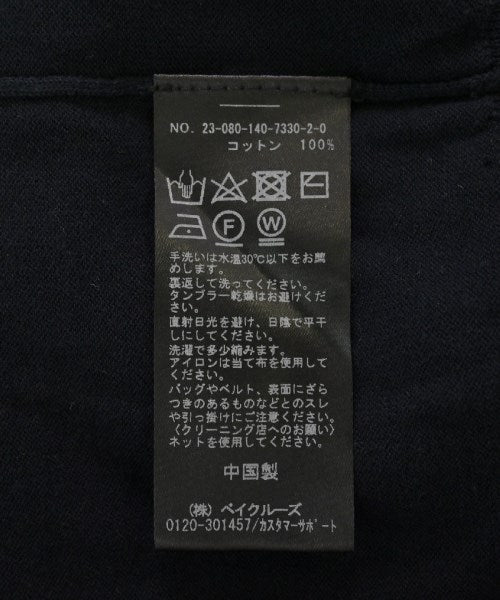 NO. 23-080-140-7330-2-0
コットン 100%
F
W
手洗いは水温30℃以下をお薦
めします。
裏返して洗ってください。
タンブラー乾燥はお避けくだ
さい。
直射日光を避け、日陰で平干
しにしてください。
洗濯で多少縮みます。
アイロンは当て布を使用して
ください。
バッグやベルト、表面にざら
つきのあるものなどとのスレ
や引っ掛けにご注意ください。
〈クリーニング店へのお願い〉
ネットを使用してください。
中国製
(株) ベイクルーズ
0120-301457/カスタマーサポート